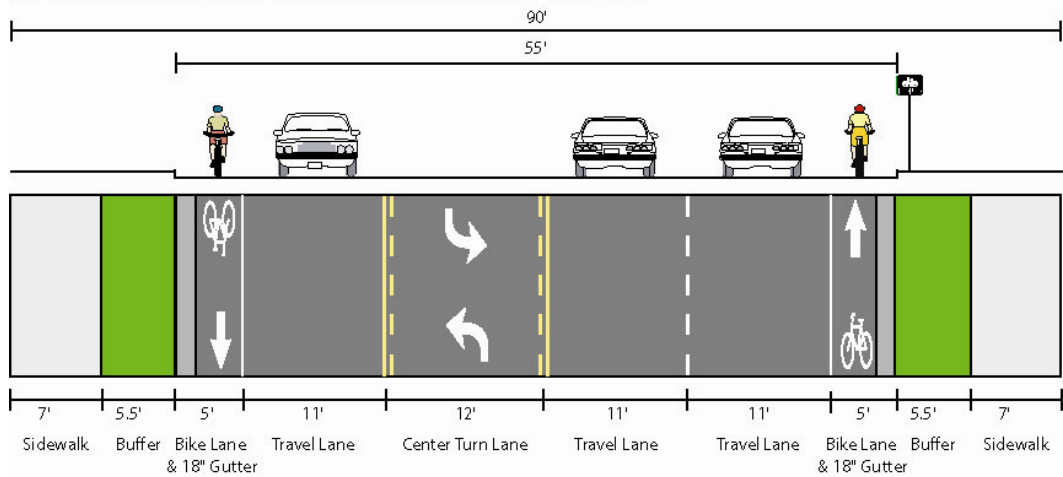 90'
55'
7' 5.5' 5' 11' 12' 11' 11' 5' 5.5' 7'
Sidewalk Buffer Bike Lane Travel Lane Center Turn Lane Travel Lane Travel Lane Bike Lane Buffer Sidewalk
& 18" Gutter & 18" Gutter